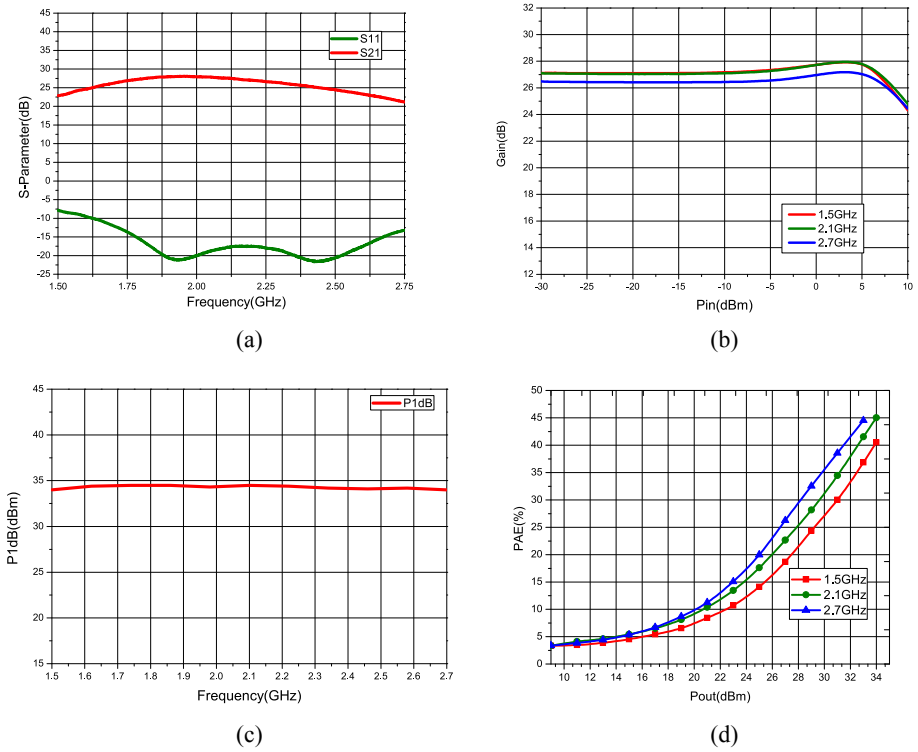 45
40
35
30
25
20
15
10
5
0
-5
-10
-15
-20
-25
S-Parameter(dB)
S11
S21
1.50 1.75 2.00 2.25 2.50 2.75
Frequency(GHz)
(a)
32
30
28
26
24
22
20
18
16
14
12
Gain(dB)
1.5GHz
2.1GHz
2.7GHz
-30 -25 -20 -15 -10 -5 0 5 10
Pin(dBm)
(b)
45
40
35
30
25
20
15
P1dB(dBm)
P1dB
1.5 1.6 1.7 1.8 1.9 2.0 2.1 2.2 2.3 2.4 2.5 2.6 2.7
Frequency(GHz)
(c)
50
45
40
35
30
25
20
15
10
5
0
PAE(%)
1.5GHz
2.1GHz
2.7GHz
10 12 14 16 18 20 22 24 26 28 30 32 34
Pout(dBm)
(d)